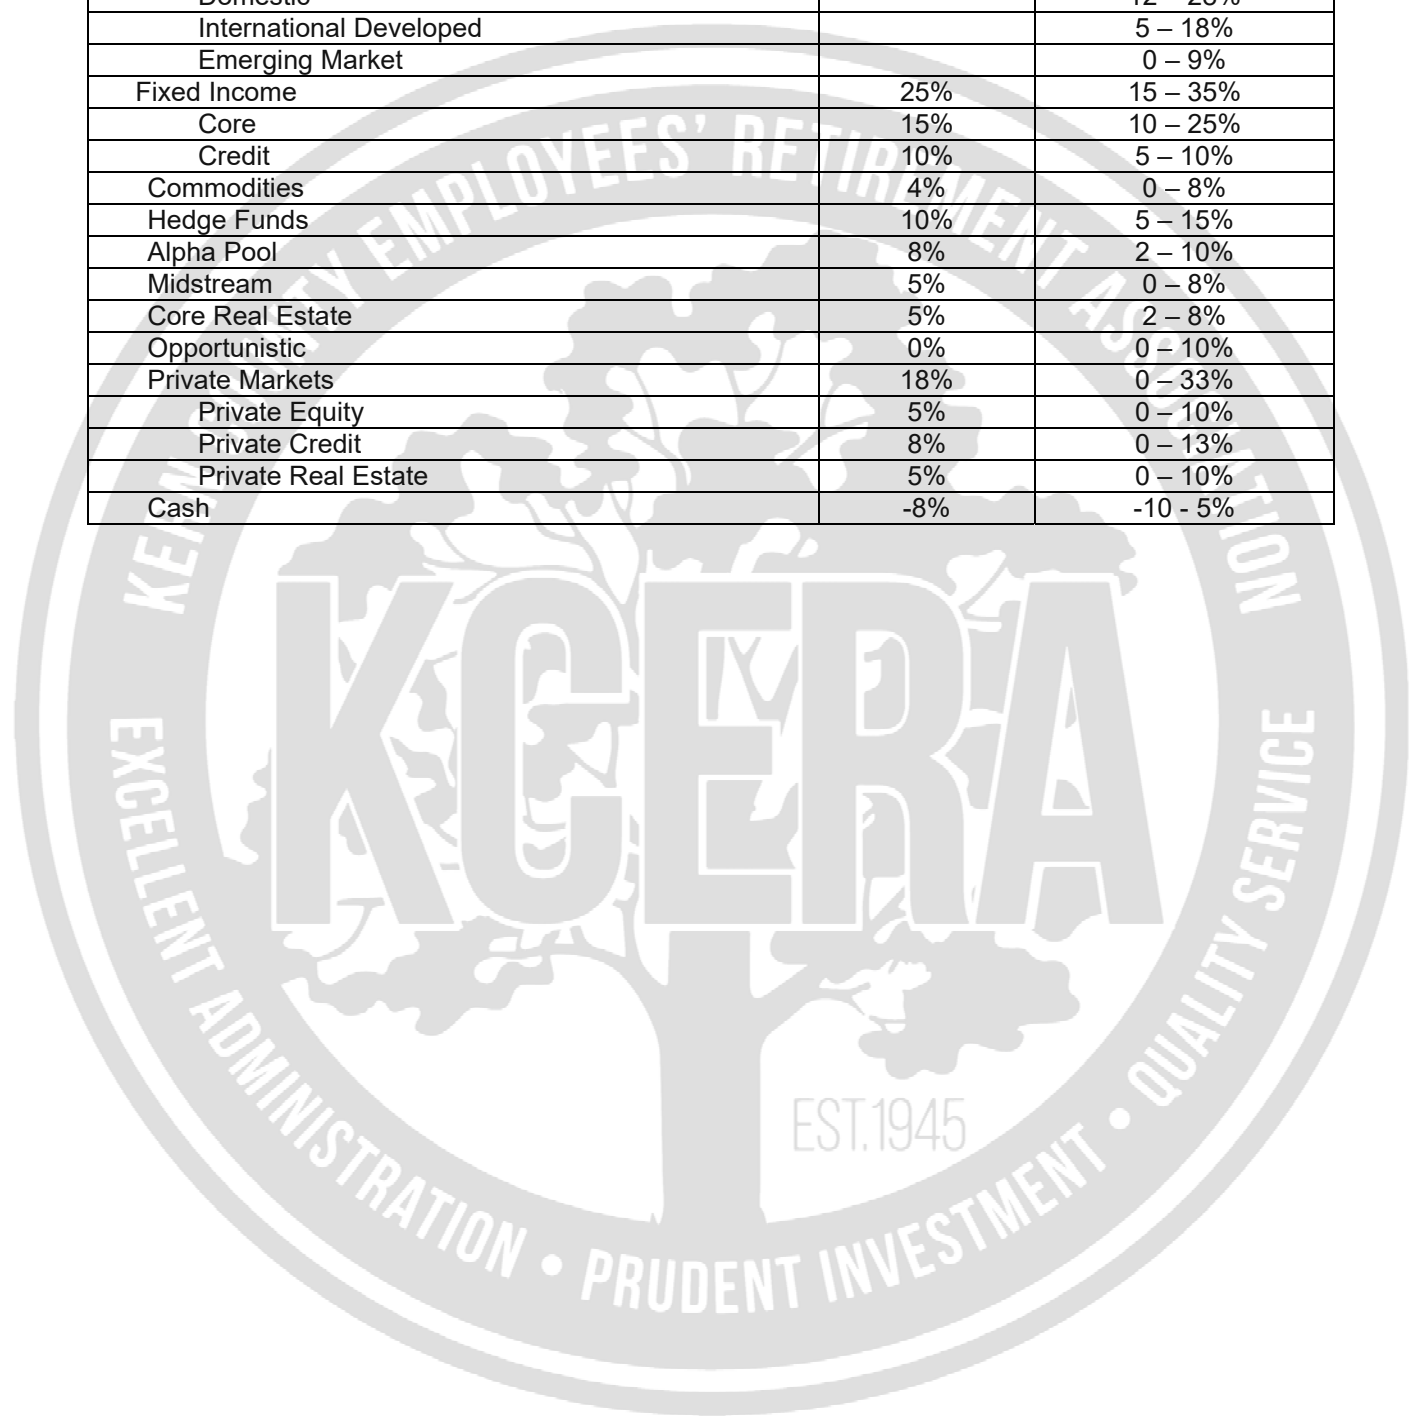 Domestic
International Developed 5 – 18%
Emerging Market 0 – 9%
Fixed Income 25% 15 – 35%
Core 15% 10 – 25%
Credit 10% 5 – 10%
Commodities 4% 0 – 8%
Hedge Funds 10% 5 – 15%
Alpha Pool 8% 2 – 10%
Midstream 5% 0 – 8%
Core Real Estate 5% 2 – 8%
Opportunistic 0% 0 – 10%
Private Markets 18% 0 – 33%
Private Equity 5% 0 – 10%
Private Credit 8% 0 – 13%
Private Real Estate 5% 0 – 10%
Cash -8% -10 - 5%
KERN COUNTY EMPLOYEES’ RETIREMENT ASSOCIATION
KCERA
EST.1945
EXCELLENT ADMINISTRATION • PRUDENT INVESTMENT • QUALITY SERVICE